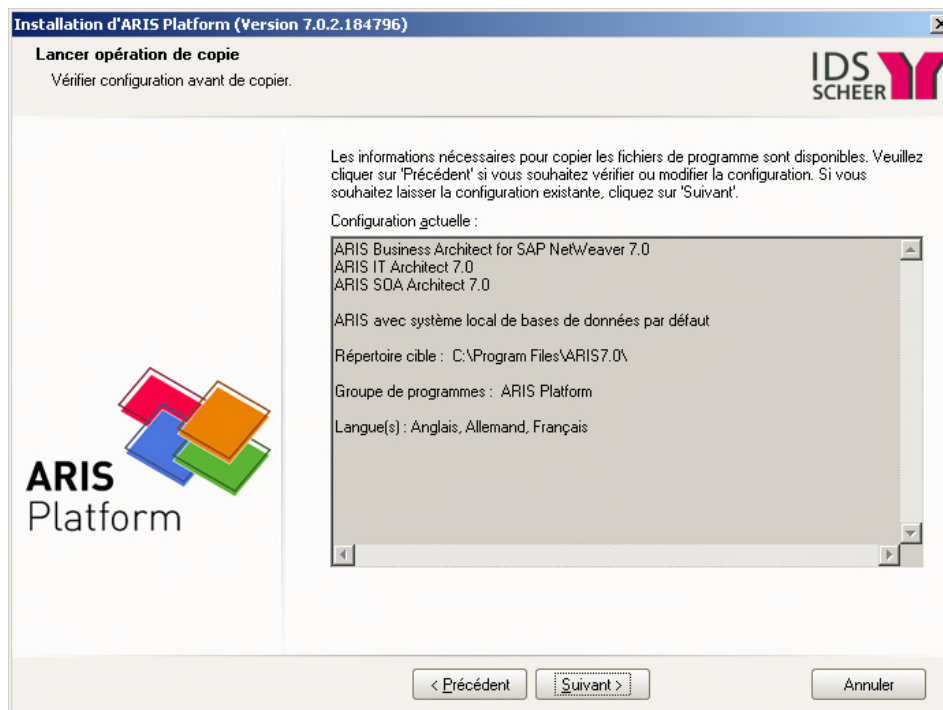 Installation d'ARIS Platform (Version 7.0.2.184796)
Lancer opération de copie
Vérifier configuration avant de copier.
IDS
SCHEER
Les informations nécessaires pour copier les fichiers de programme sont disponibles. Veuillez
cliquer sur 'Précédent' si vous souhaitez vérifier ou modifier la configuration. Si vous
souhaitez laisser la configuration existante, cliquez sur 'Suivant'.
Configuration actuelle :
ARIS Business Architect for SAP NetWeaver 7.0
ARIS IT Architect 7.0
ARIS SOA Architect 7.0
ARIS avec système local de bases de données par défaut
Répertoire cible :  C:\Program Files\ARIS7.0\
Groupe de programmes :  ARIS Platform
Langue(s) : Anglais, Allemand, Français
ARIS
Platform
< Précédent
Suivant >
Annuler